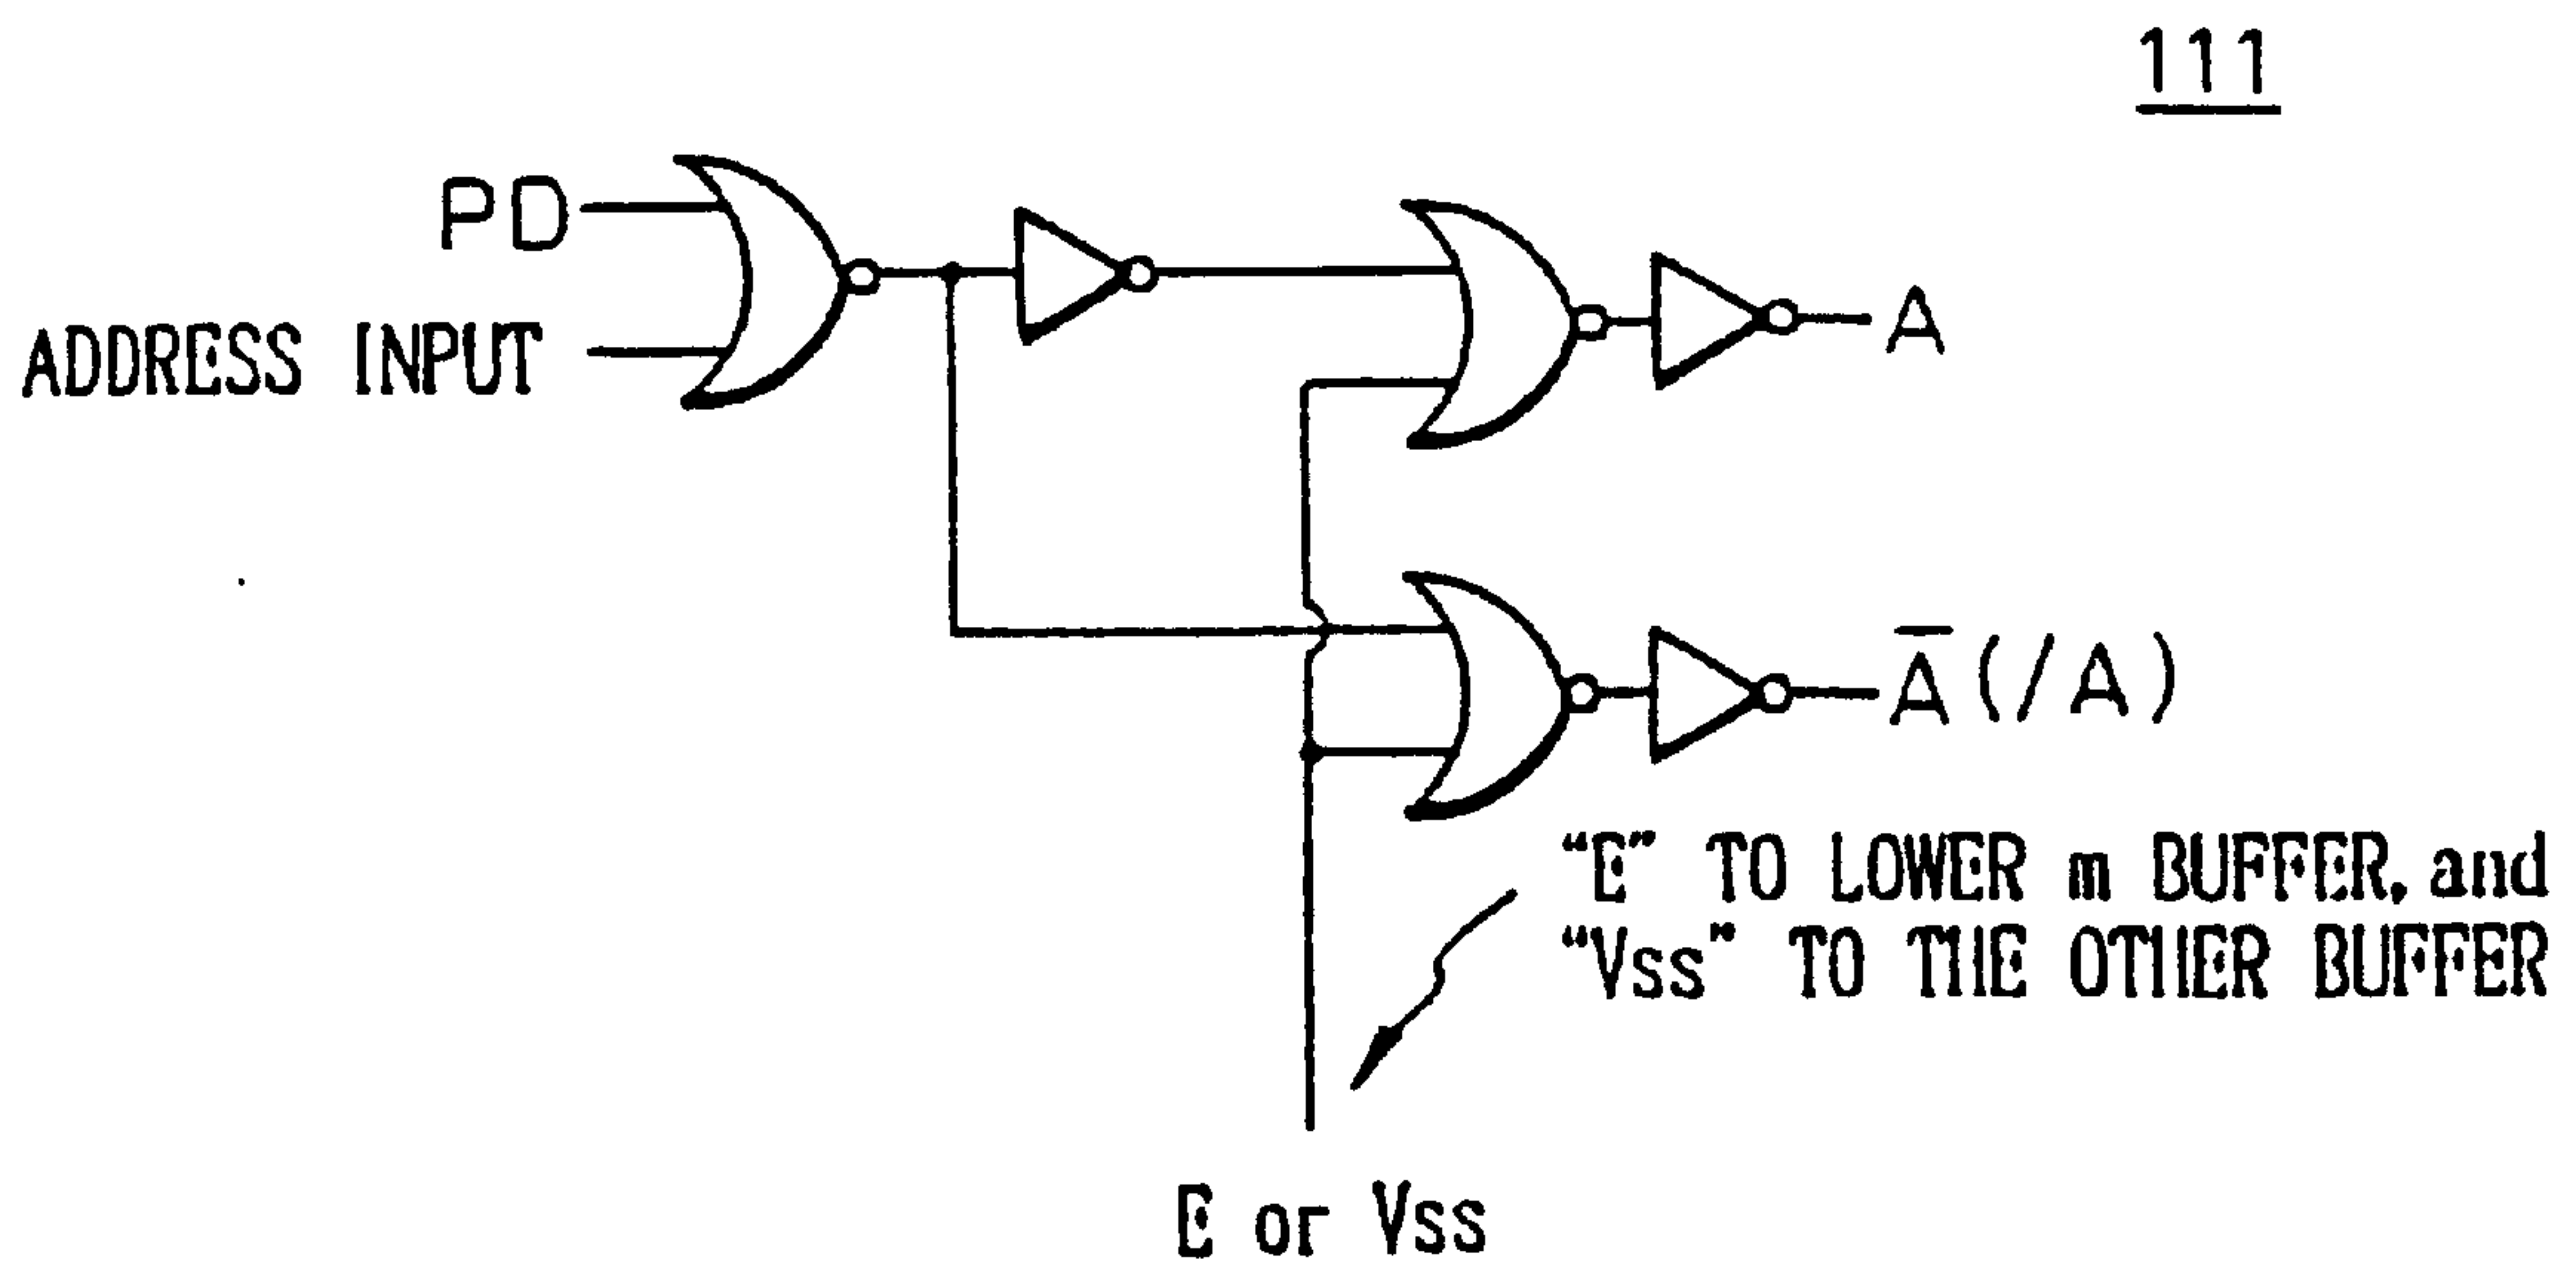 111
PD
ADDRESS INPUT
A
A̅(/A)
“E” TO LOWER m BUFFER, and
“Vss” TO THE OTHER BUFFER
E or Vss